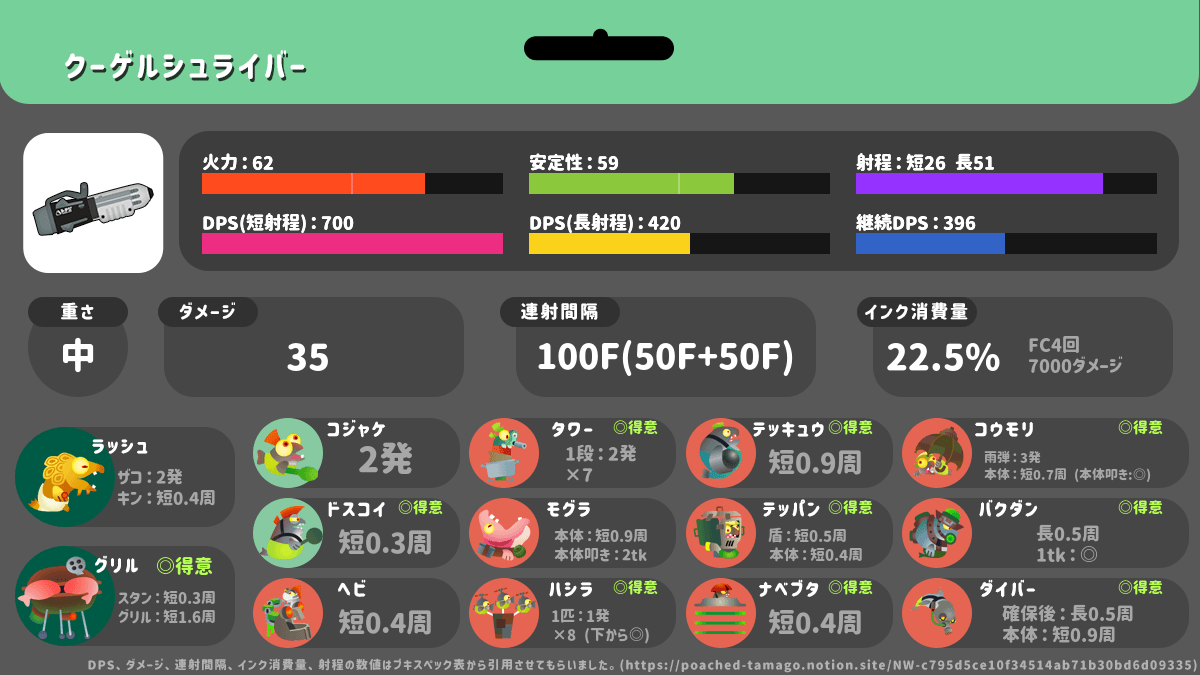 クーゲルシュライバー
火力：62
安定性：59
射程：短26 長51
DPS(短射程)：700
DPS(長射程)：420
継続DPS：396
重さ
中
ダメージ
35
連射間隔
100F(50F+50F)
インク消費量
22.5%
FC4回
7000ダメージ
ラッシュ
ザコ：2発
キン：短0.4周
グリル ◎得意
スタン：短0.3周
グリル：短1.6周
コジャケ
2発
ドスコイ ◎得意
短0.3周
ヘビ
短0.4周
タワー ◎得意
1段：2発
×7
モグラ
本体：短0.9周
本体叩き：2tk
ハシラ ◎得意
1匹：1発
×8 (下から◎)
テッキュウ ◎得意
短0.9周
テッパン ◎得意
盾：短0.5周
本体：短0.4周
ナベブタ ◎得意
短0.4周
コウモリ ◎得意
雨弾：3発
本体：短0.7周 (本体叩き:◎)
バクダン ◎得意
長0.5周
1tk：◎
ダイバー ◎得意
確保後：長0.5周
本体：短0.9周
DPS、ダメージ、連射間隔、インク消費量、射程の数値はブキスペック表から引用させてもらいました。(https://poached-tamago.notion.site/NW-c795d5ce10f34514ab71b30bd6d09335)